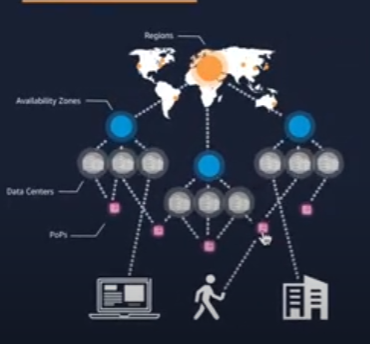 Regions
Availability Zones
Data Centers
PoPs